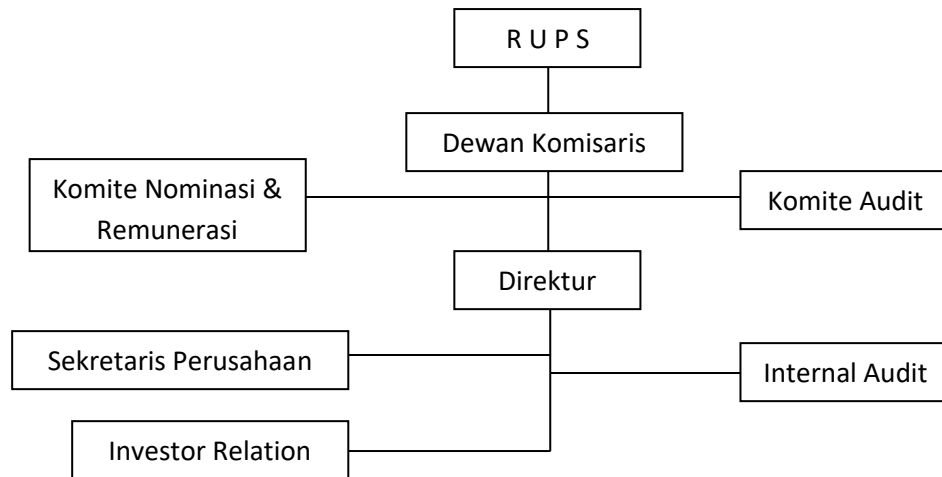 R U P S
Dewan Komisaris
Komite Nominasi &
Remunerasi
Komite Audit
Direktur
Sekretaris Perusahaan
Internal Audit
Investor Relation